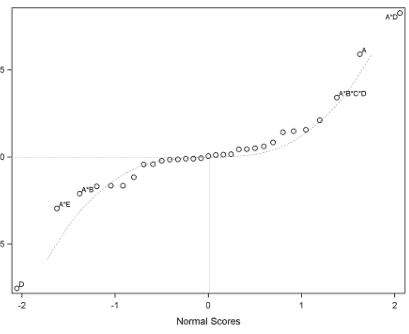 A*D
A
5
A*B*C*D
0
A*B
A*E
5
D
-2 -1 0 1 2
Normal Scores